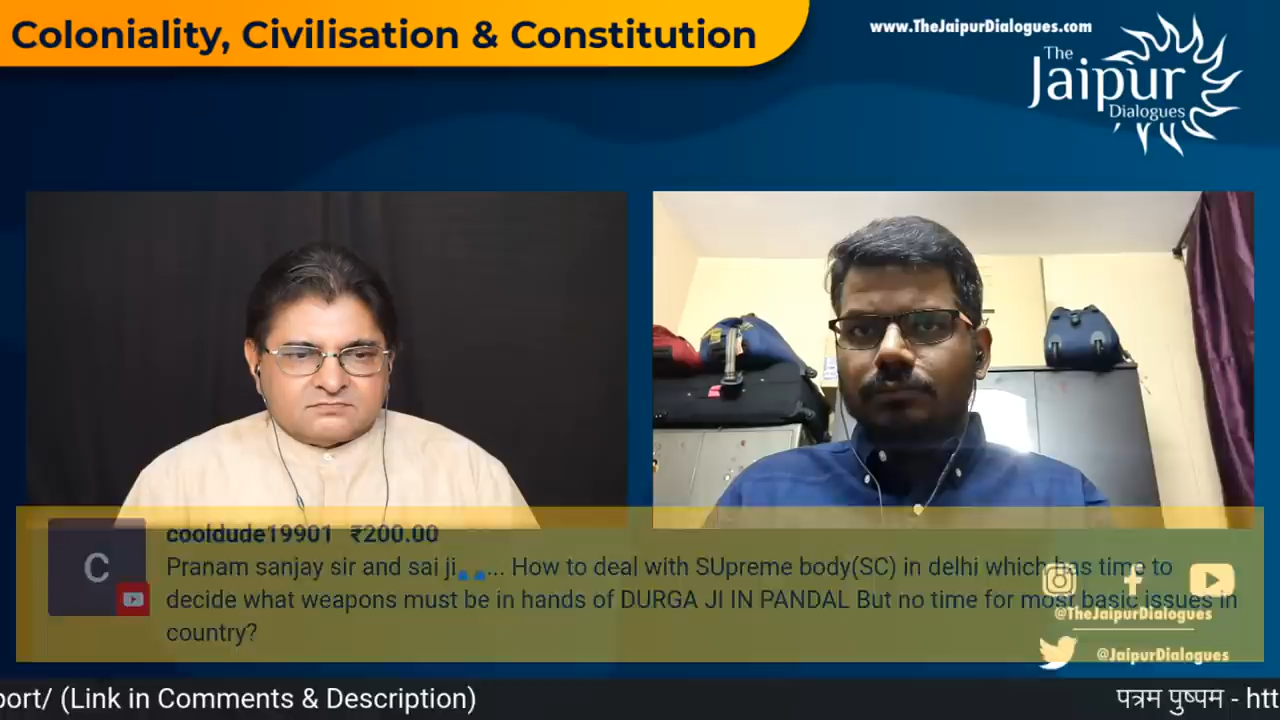 Coloniality, Civilisation & Constitution
www.TheJaipurDialogues.com
The
Jaipur
Dialogues
cooldude19901 ₹200.00
C
Pranam sanjay sir and sai ji..... How to deal with SUpreme body(SC) in delhi which has time to
decide what weapons must be in hands of DURGA JI IN PANDAL But no time for most basic issues in
country?
@TheJaipurDialogues
@JaipurDialogues
port/ (Link in Comments & Description)
पत्रम पुष्पम - htt